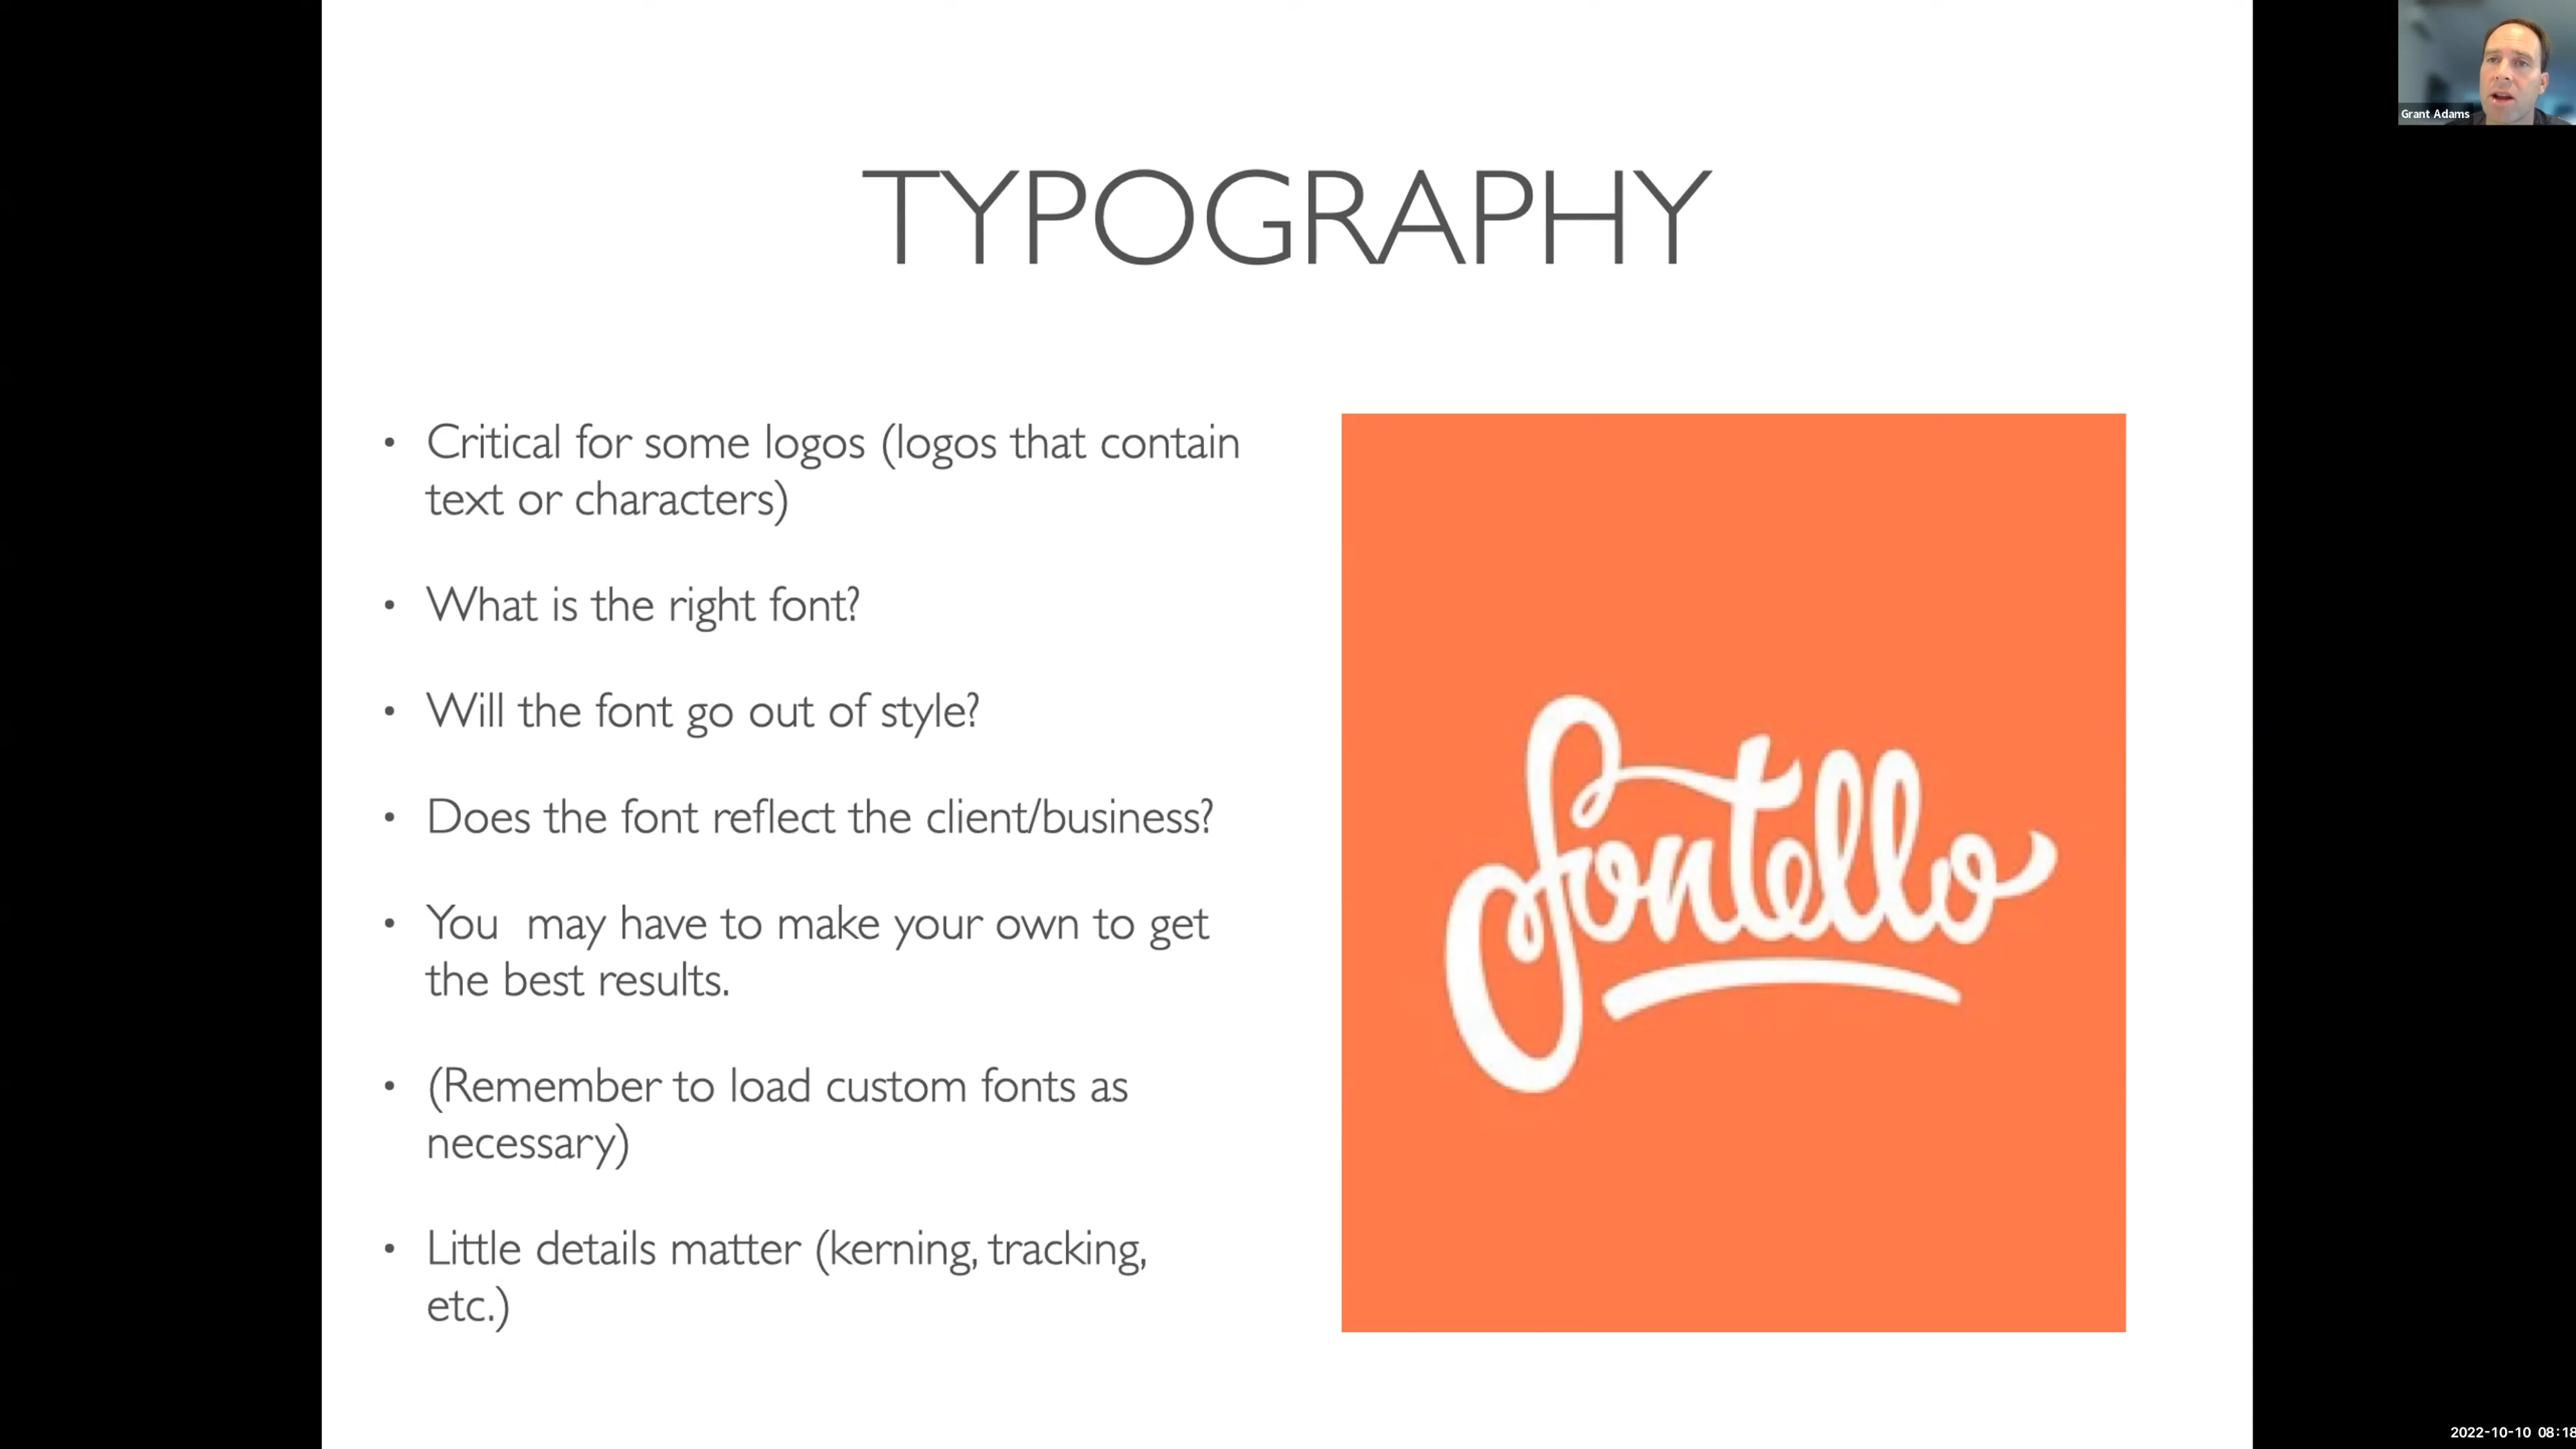 Grant Adams
TYPOGRAPHY
• Critical for some logos (logos that contain
text or characters)
• What is the right font?
• Will the font go out of style?
• Does the font reflect the client/business?
• You  may have to make your own to get
the best results.
• (Remember to load custom fonts as
necessary)
• Little details matter (kerning, tracking,
etc.)
fontello
2022-10-10 08:18